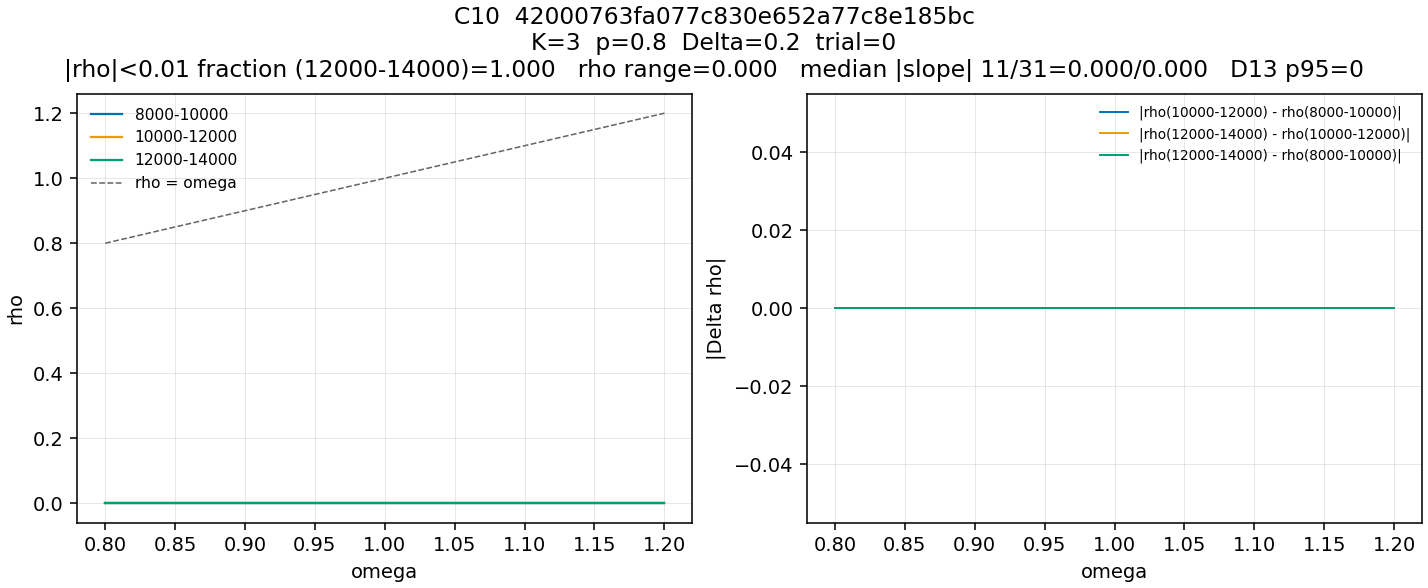 C10  42000763fa077c830e652a77c8e185bc
K=3  p=0.8  Delta=0.2  trial=0
|rho|<0.01 fraction (12000-14000)=1.000   rho range=0.000   median |slope| 11/31=0.000/0.000   D13 p95=0
rho
1.2
1.0
0.8
0.6
0.4
0.2
0.0
8000-10000
10000-12000
12000-14000
rho = omega
0.80 0.85 0.90 0.95 1.00 1.05 1.10 1.15 1.20
omega
|Delta rho|
0.04
0.02
0.00
−0.02
−0.04
|rho(10000-12000) - rho(8000-10000)|
|rho(12000-14000) - rho(10000-12000)|
|rho(12000-14000) - rho(8000-10000)|
0.80 0.85 0.90 0.95 1.00 1.05 1.10 1.15 1.20
omega